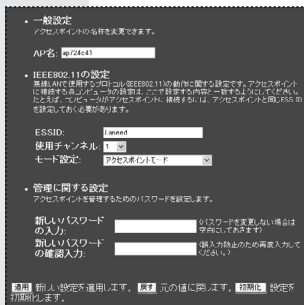 ・一般設定
アクセスポイントの名称を変更できます。
AP名: ap724c41
・IEEE802.11の設定
無線LANで使用するプロトコル(IEEE802.11)の動作に関する設定です。アクセスポイント
に接続する各コンピュータの設定は、ここで設定する内容と一致するようにしてください。
たとえば、コンピュータがアクセスポイントに接続するには、アクセスポイントと同じESS ID
を設定しておく必要があります。
ESSID: Laneed
使用チャンネル: 1
モード設定: アクセスポイントモード
・管理に関する設定
アクセスポイントを管理するためのパスワードを設定します。
新しいパスワード
の入力: (パスワードを変更しない場合は
空白にしておきます)
新しいパスワード
の確認入力: (誤入力防止のため再度入力して
ください。)
適用 新しい設定を適用します。 戻す 元の値に戻します。 初期化 設定を
初期化します。